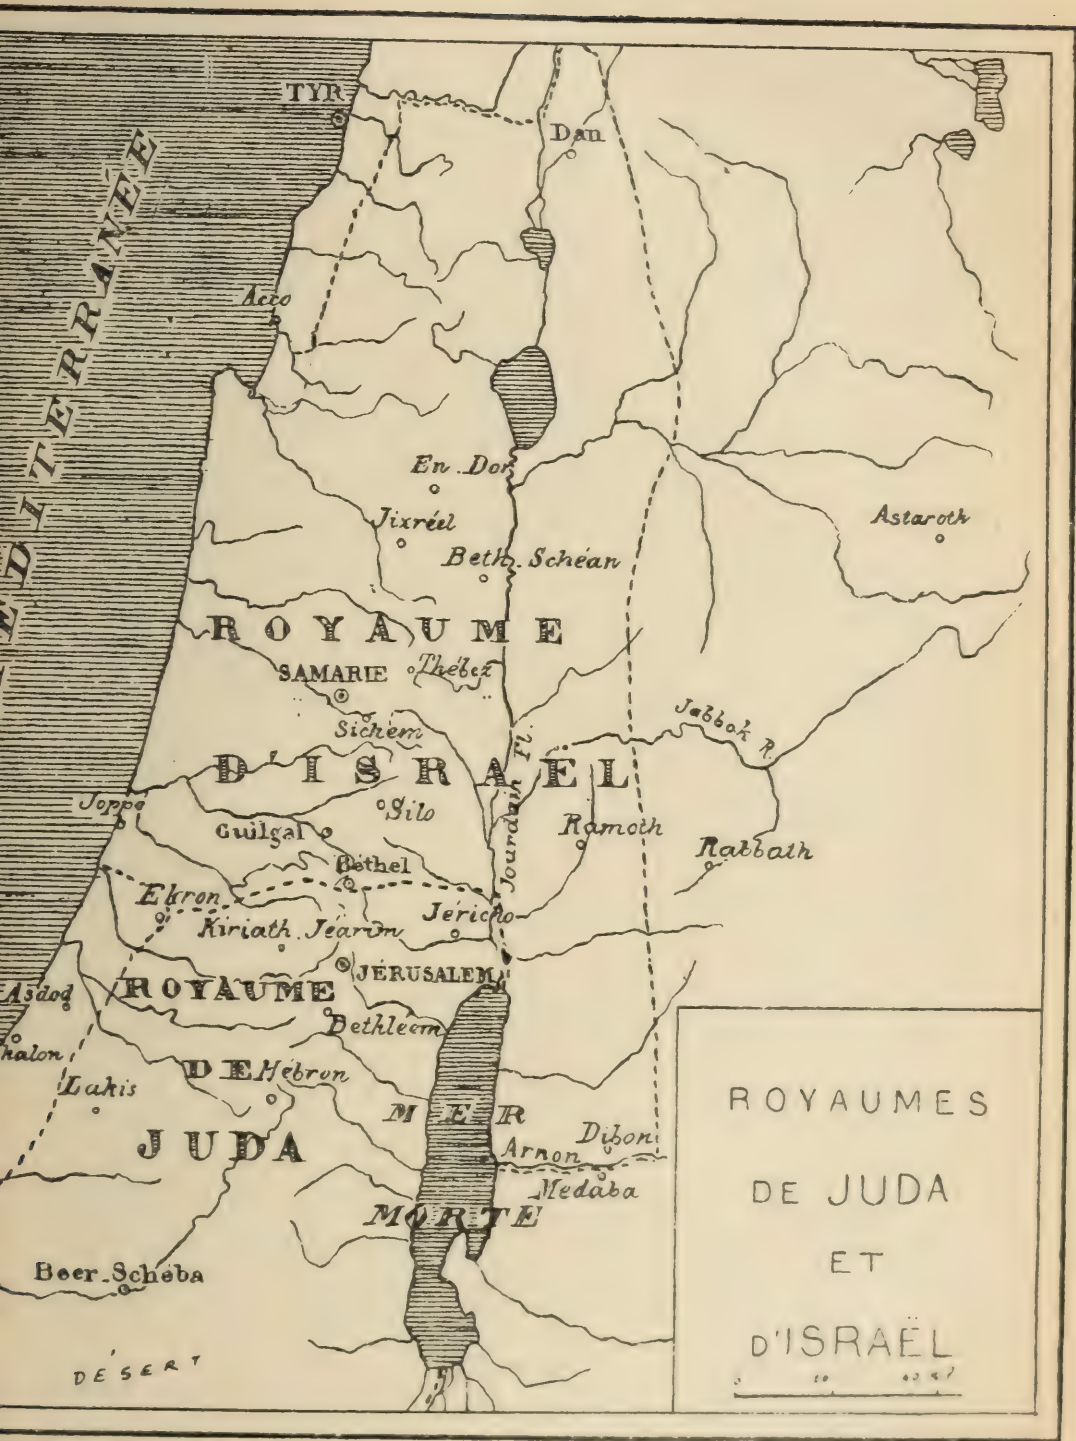 TYR
Dan
MEDITERRANÉE
Acco
En-Dor
Jixréel
Astaroth
Beth-Schéan
ROYAUME
SAMARIE
Thébez
Sichem
Jabbok R.
D'ISRAËL
Jourdain Fl.
Joppé
Silo
Guilgal
Ramoth
Rabbath
Béthel
Ekron
Jéricho
Kiriath-Jéarim
JÉRUSALEM
Asdod
ROYAUME
Bethléem
kalon
DE
Hébron
Lakis
MER
JUDA
Dibon
Arnon
Medaba
MORTE
Beer-Schéba
DÉSERT
ROYAUMES
DE JUDA
ET
D'ISRAËL